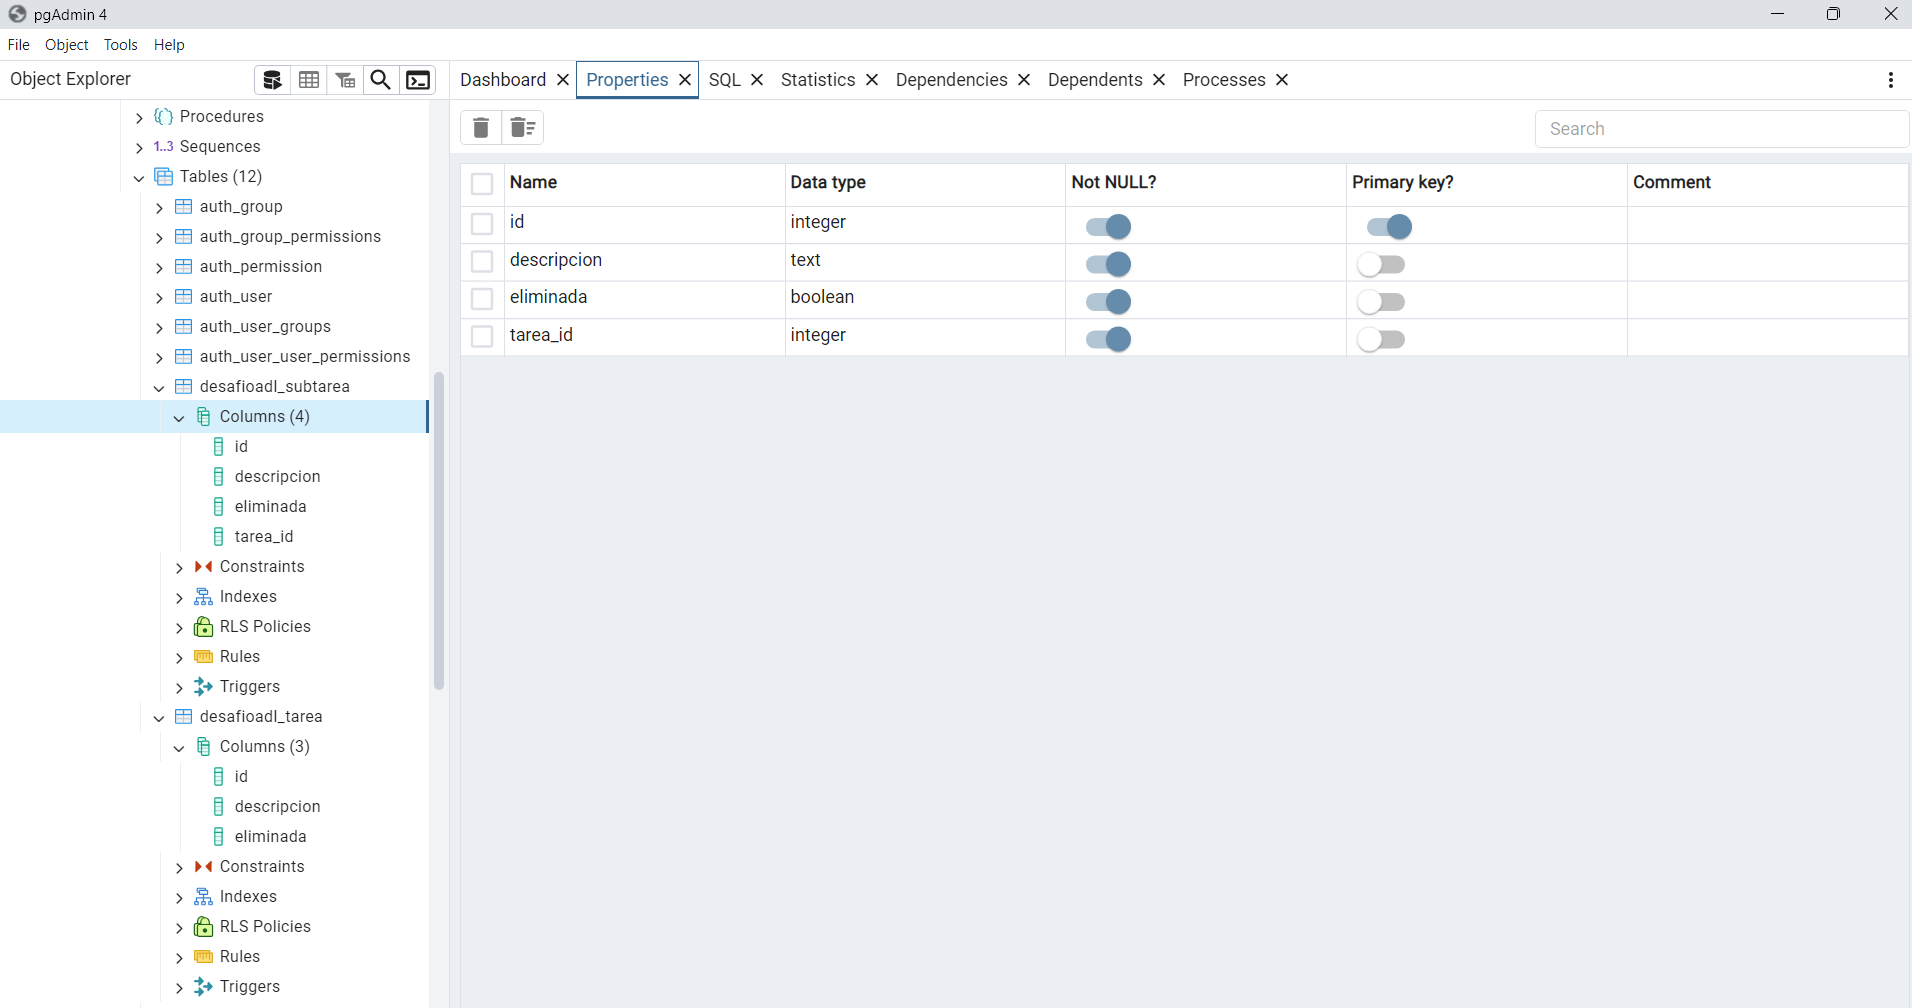 pgAdmin 4
File Object Tools Help
Object Explorer
Dashboard Properties SQL Statistics Dependencies Dependents Processes
Procedures
1..3 Sequences
Tables (12)
auth_group
auth_group_permissions
auth_permission
auth_user
auth_user_groups
auth_user_user_permissions
desafioadl_subtarea
Columns (4)
id
descripcion
eliminada
tarea_id
Constraints
Indexes
RLS Policies
Rules
Triggers
desafioadl_tarea
Columns (3)
id
descripcion
eliminada
Constraints
Indexes
RLS Policies
Rules
Triggers
Search
Name Data type Not NULL? Primary key? Comment
id integer
descripcion text
eliminada boolean
tarea_id integer